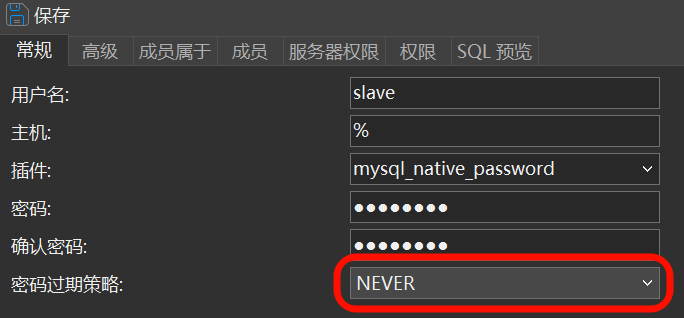 保存
常规 高级 成员属于 成员 服务器权限 权限 SQL 预览
用户名: slave
主机: %
插件: mysql_native_password
密码: ●●●●●●●●
确认密码: ●●●●●●●●
密码过期策略: NEVER